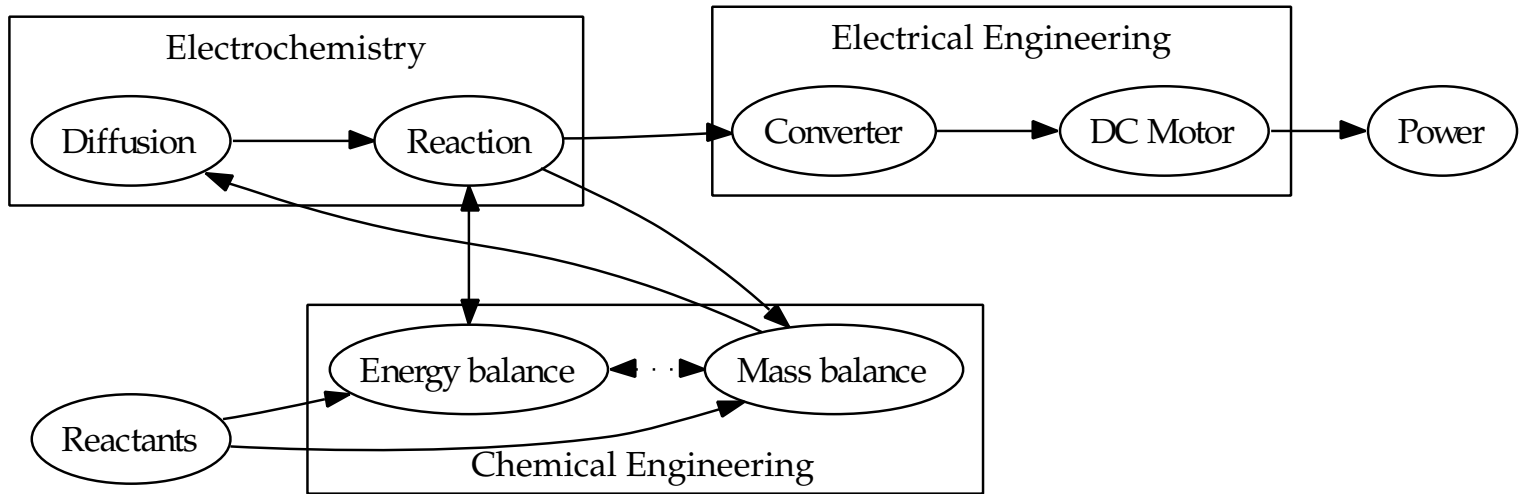 Electrochemistry
Diffusion
Reaction
Electrical Engineering
Converter
DC Motor
Power
Energy balance
Mass balance
Reactants
Chemical Engineering